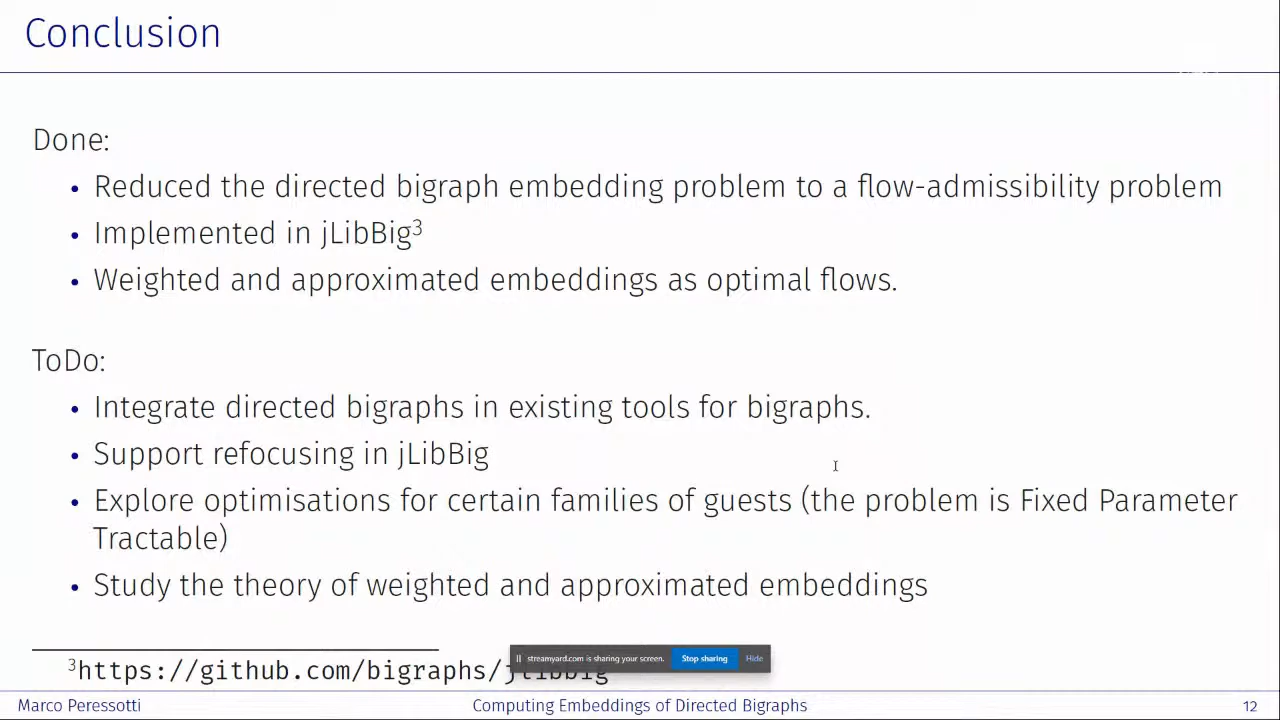 Conclusion
Done:
• Reduced the directed bigraph embedding problem to a flow-admissibility problem
• Implemented in jLibBig³
• Weighted and approximated embeddings as optimal flows.
ToDo:
• Integrate directed bigraphs in existing tools for bigraphs.
• Support refocusing in jLibBig
• Explore optimisations for certain families of guests (the problem is Fixed Parameter
Tractable)
• Study the theory of weighted and approximated embeddings
³https://github.com/bigraphs/jlibbig
streamyard.com is sharing your screen. Stop sharing Hide
Marco Peressotti Computing Embeddings of Directed Bigraphs 12